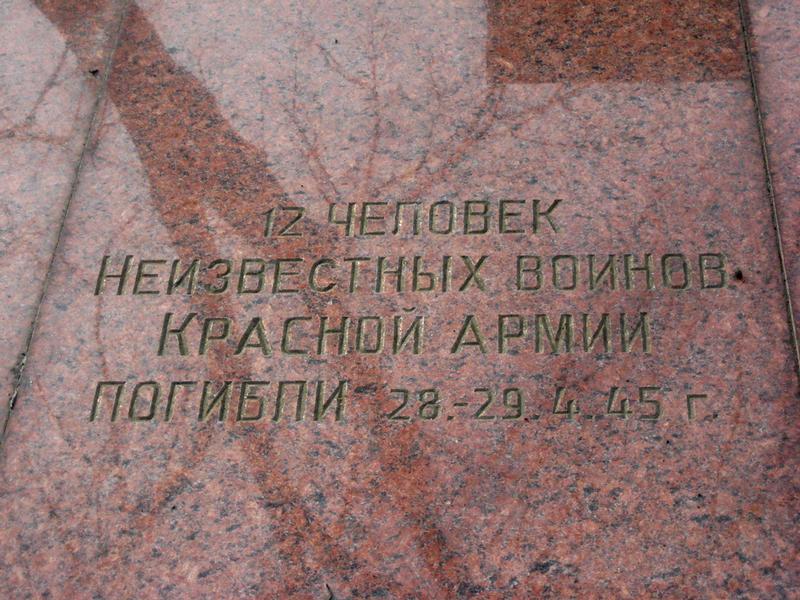 12 ЧЕЛОВЕК
НЕИЗВЕСТНЫХ ВОИНОВ
КРАСНОЙ АРМИИ
ПОГИБЛИ 28.-29.4.45 г.